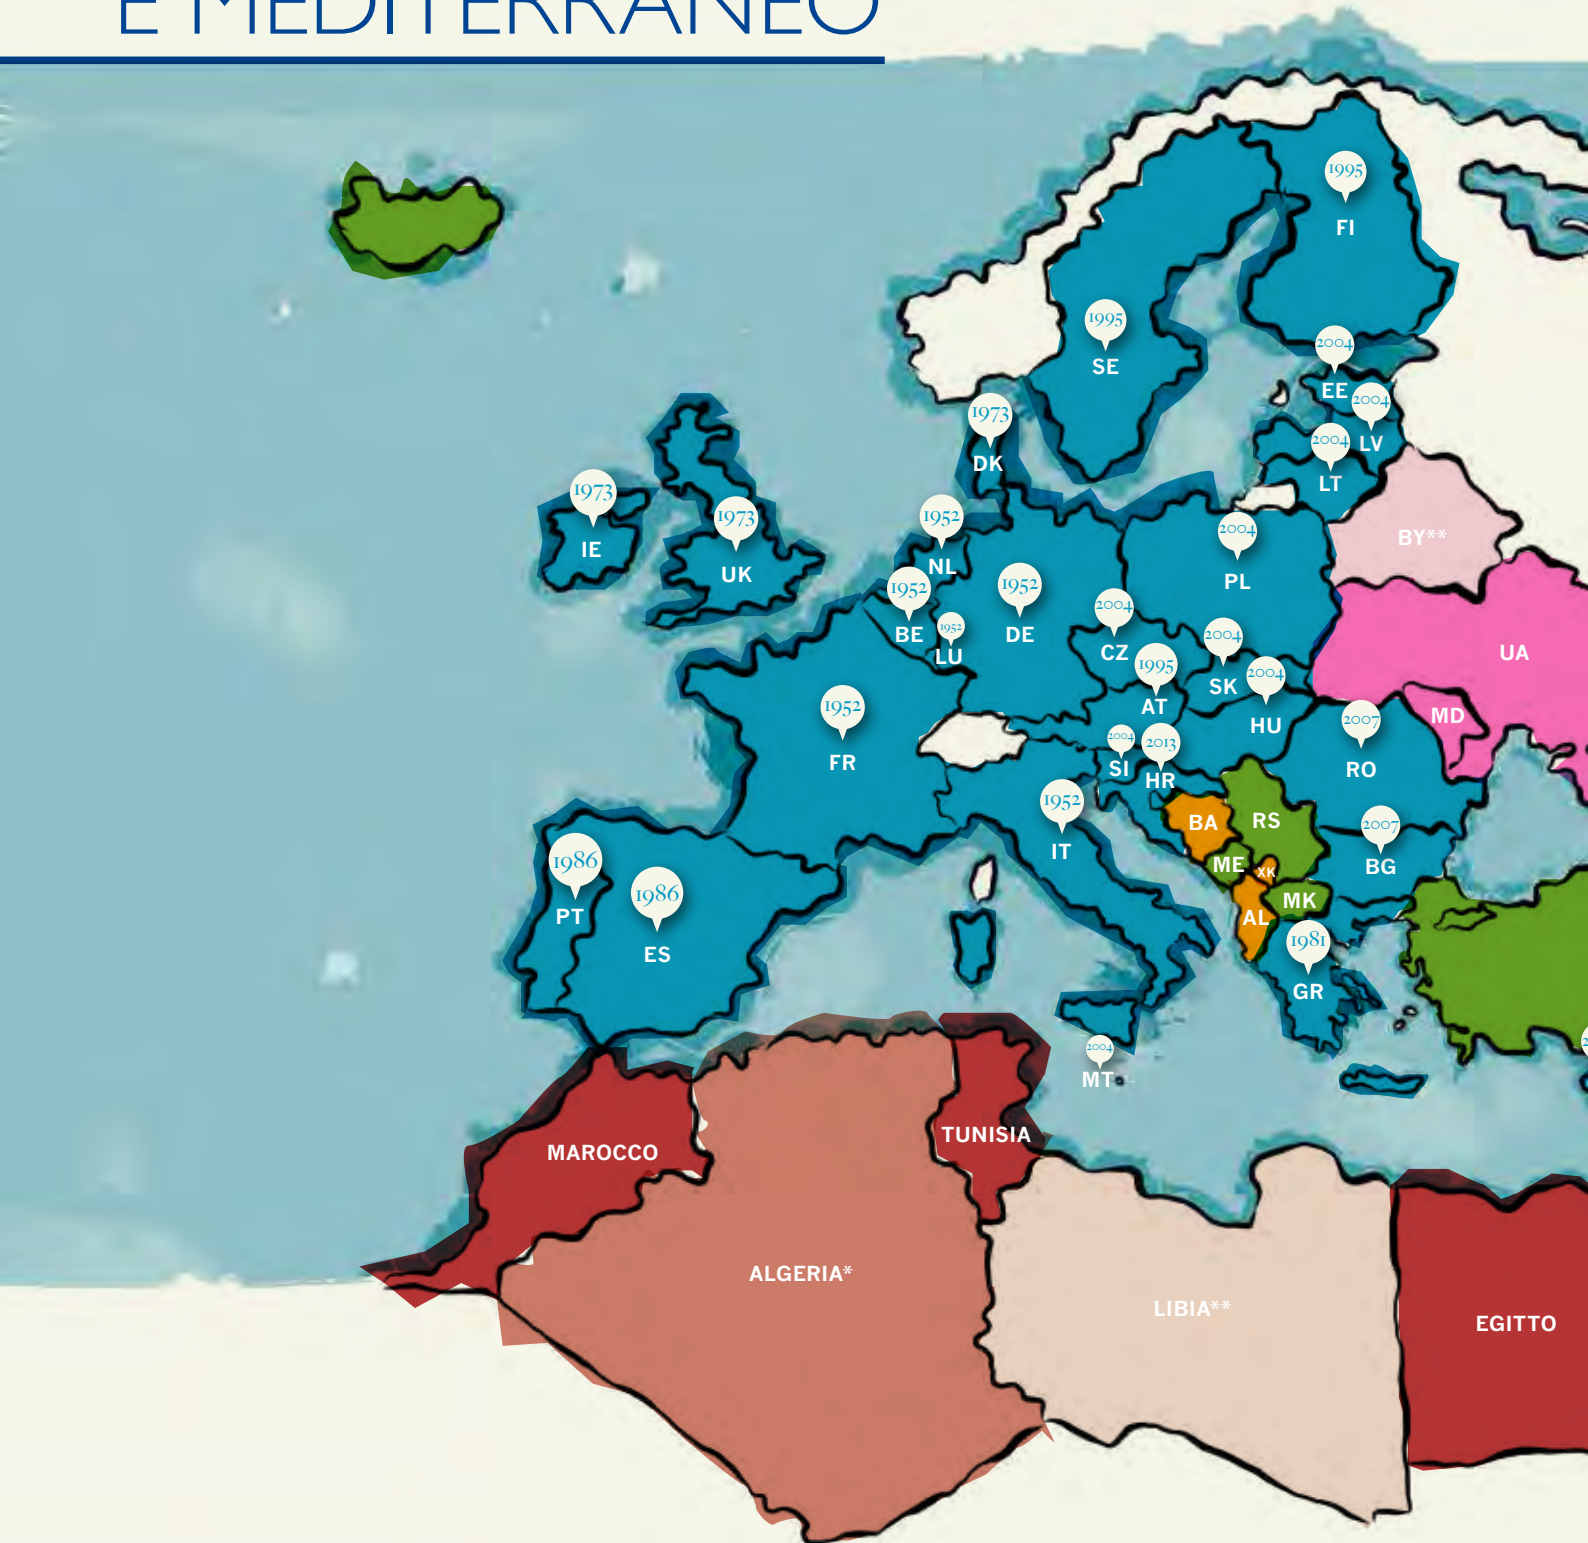 E MEDITERRANEO
1995
FI
1995
SE
2004
EE
2004
LV
1973
DK
2004
LT
1973
IE
1973
UK
1952
NL
2004
PL
BY**
1952
BE
1952
DE
1952
LU
2004
CZ
2004
SK
UA
1995
AT
2004
HU
1952
FR
2004
SI
2013
HR
2007
RO
MD
1952
IT
BA
RS
2007
BG
ME
XK
MK
AL
1986
PT
1986
ES
1981
GR
2004
MT
MAROCCO
TUNISIA
ALGERIA*
LIBIA**
EGITTO